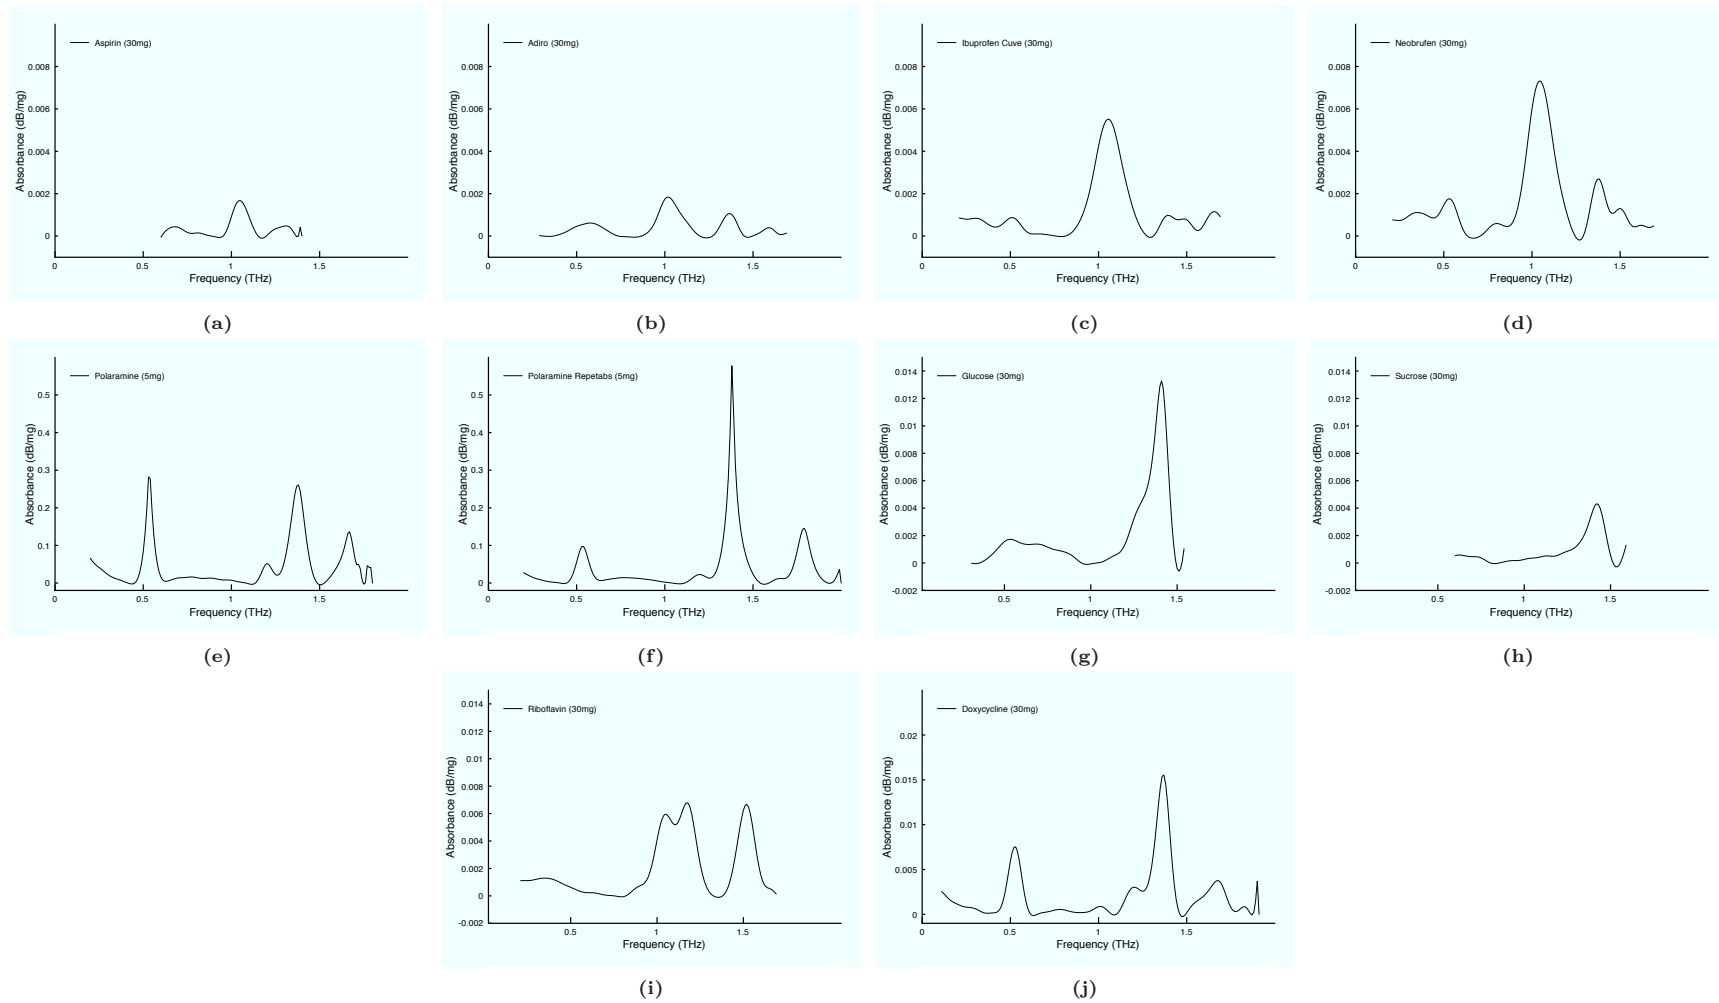 Aspirin (30mg)
0.008
0.006
0.004
0.002
0
Absorbance (dB/mg)
0
0.5
1
1.5
Frequency (THz)
(a)
Adiro (30mg)
0.008
0.006
0.004
0.002
0
Absorbance (dB/mg)
0
0.5
1
1.5
Frequency (THz)
(b)
Ibuprofen Cuve (30mg)
0.008
0.006
0.004
0.002
0
Absorbance (dB/mg)
0
0.5
1
1.5
Frequency (THz)
(c)
Neobrufen (30mg)
0.008
0.006
0.004
0.002
0
Absorbance (dB/mg)
0
0.5
1
1.5
Frequency (THz)
(d)
Polaramine (5mg)
0.5
0.4
0.3
0.2
0.1
0
Absorbance (dB/mg)
0
0.5
1
1.5
Frequency (THz)
(e)
Polaramine Repetabs (5mg)
0.5
0.4
0.3
0.2
0.1
0
Absorbance (dB/mg)
0
0.5
1
1.5
Frequency (THz)
(f)
Glucose (30mg)
0.014
0.012
0.01
0.008
0.006
0.004
0.002
0
-0.002
Absorbance (dB/mg)
0.5
1
1.5
Frequency (THz)
(g)
Sucrose (30mg)
0.014
0.012
0.01
0.008
0.006
0.004
0.002
0
-0.002
Absorbance (dB/mg)
0.5
1
1.5
Frequency (THz)
(h)
Riboflavin (30mg)
0.014
0.012
0.01
0.008
0.006
0.004
0.002
0
-0.002
Absorbance (dB/mg)
0.5
1
1.5
Frequency (THz)
(i)
Doxycycline (30mg)
0.02
0.015
0.01
0.005
0
Absorbance (dB/mg)
0
0.5
1
1.5
Frequency (THz)
(j)